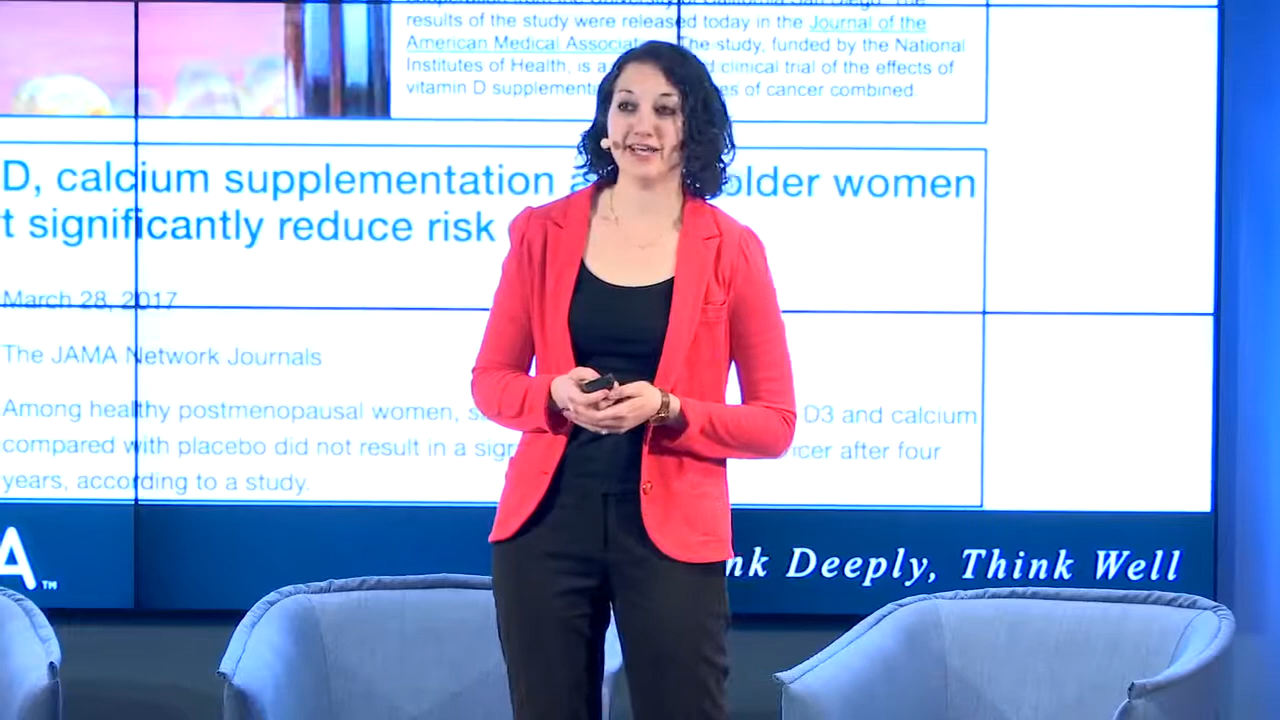 results of the study were released today in the Journal of the
American Medical Associat The study, funded by the National
Institutes of Health, is a d clinical trial of the effects of
vitamin D supplement es of cancer combined.
D, calcium supplementation a older women
t significantly reduce risk
March 28, 2017
The JAMA Network Journals
Among healthy postmenopausal women, s D3 and calcium
compared with placebo did not result in a sig ncer after four
years, according to a study.
A™
nk Deeply, Think Well